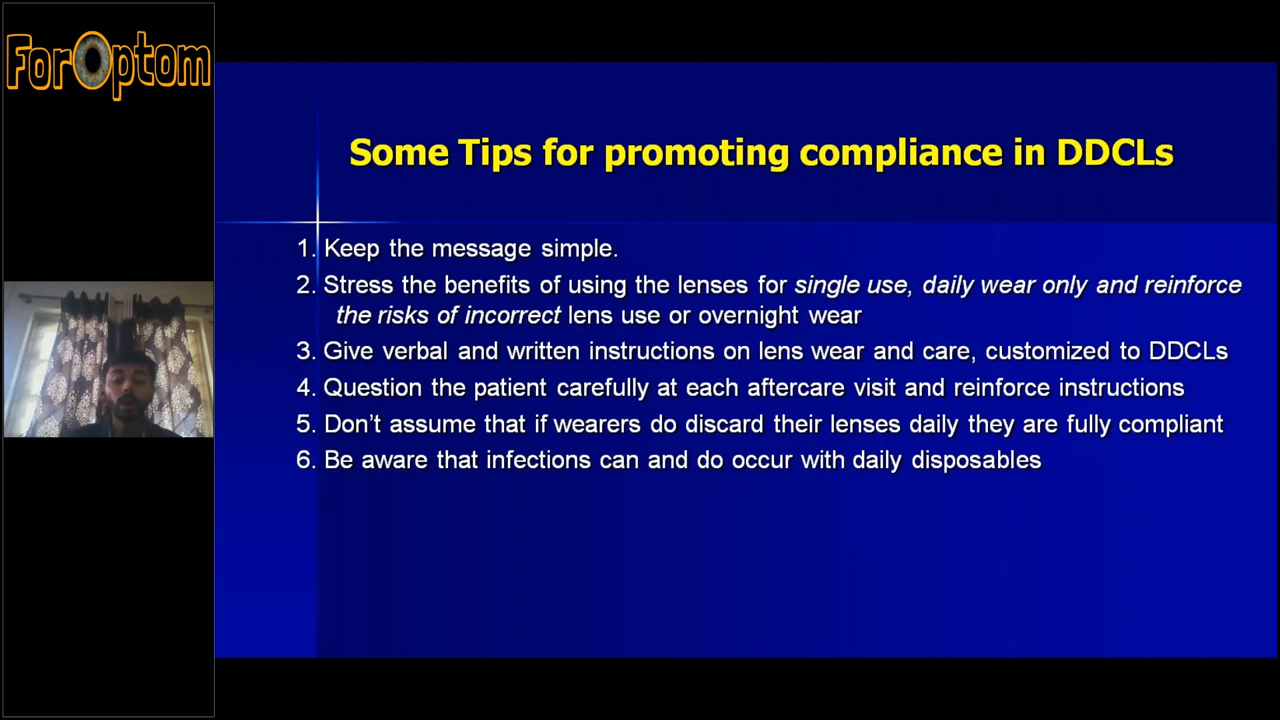 ForOptom
Some Tips for promoting compliance in DDCLs
1. Keep the message simple.
2. Stress the benefits of using the lenses for single use, daily wear only and reinforce
the risks of incorrect lens use or overnight wear
3. Give verbal and written instructions on lens wear and care, customized to DDCLs
4. Question the patient carefully at each aftercare visit and reinforce instructions
5. Don’t assume that if wearers do discard their lenses daily they are fully compliant
6. Be aware that infections can and do occur with daily disposables